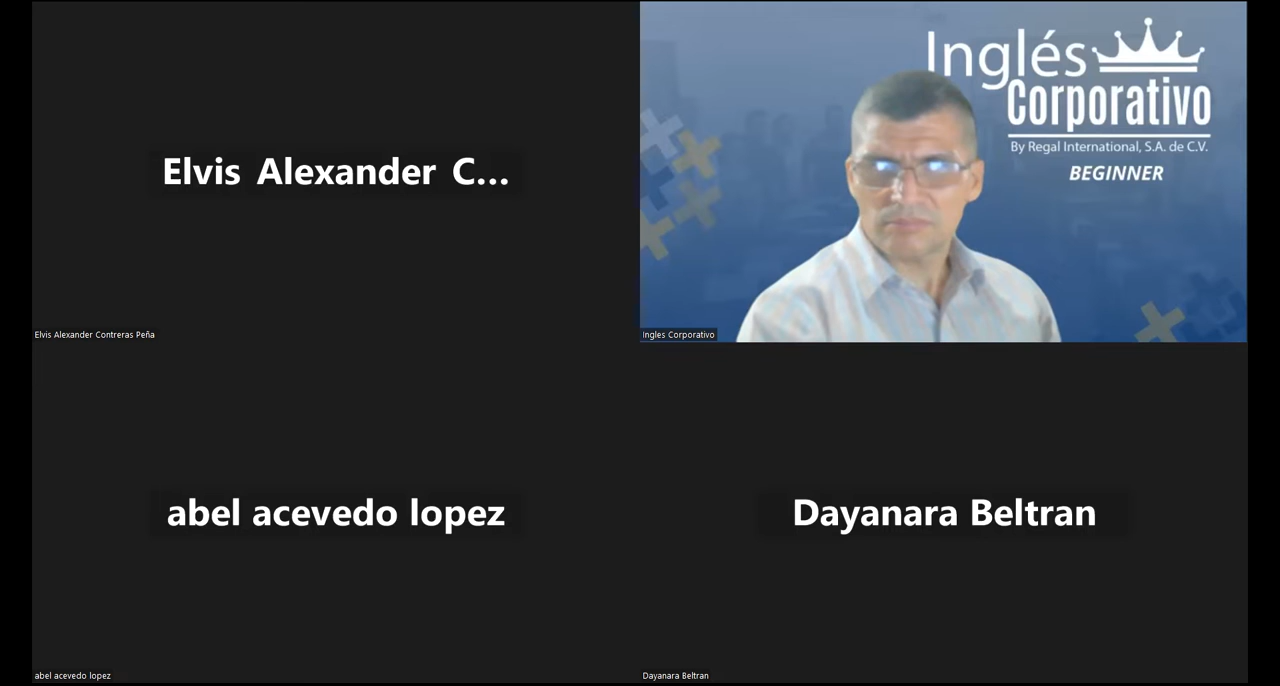 Elvis Alexander C...
Elvis Alexander Contreras Peña
Inglés
Corporativo
By Regal International, S.A. de C.V.
BEGINNER
Ingles Corporativo
abel acevedo lopez
abel acevedo lopez
Dayanara Beltran
Dayanara Beltran